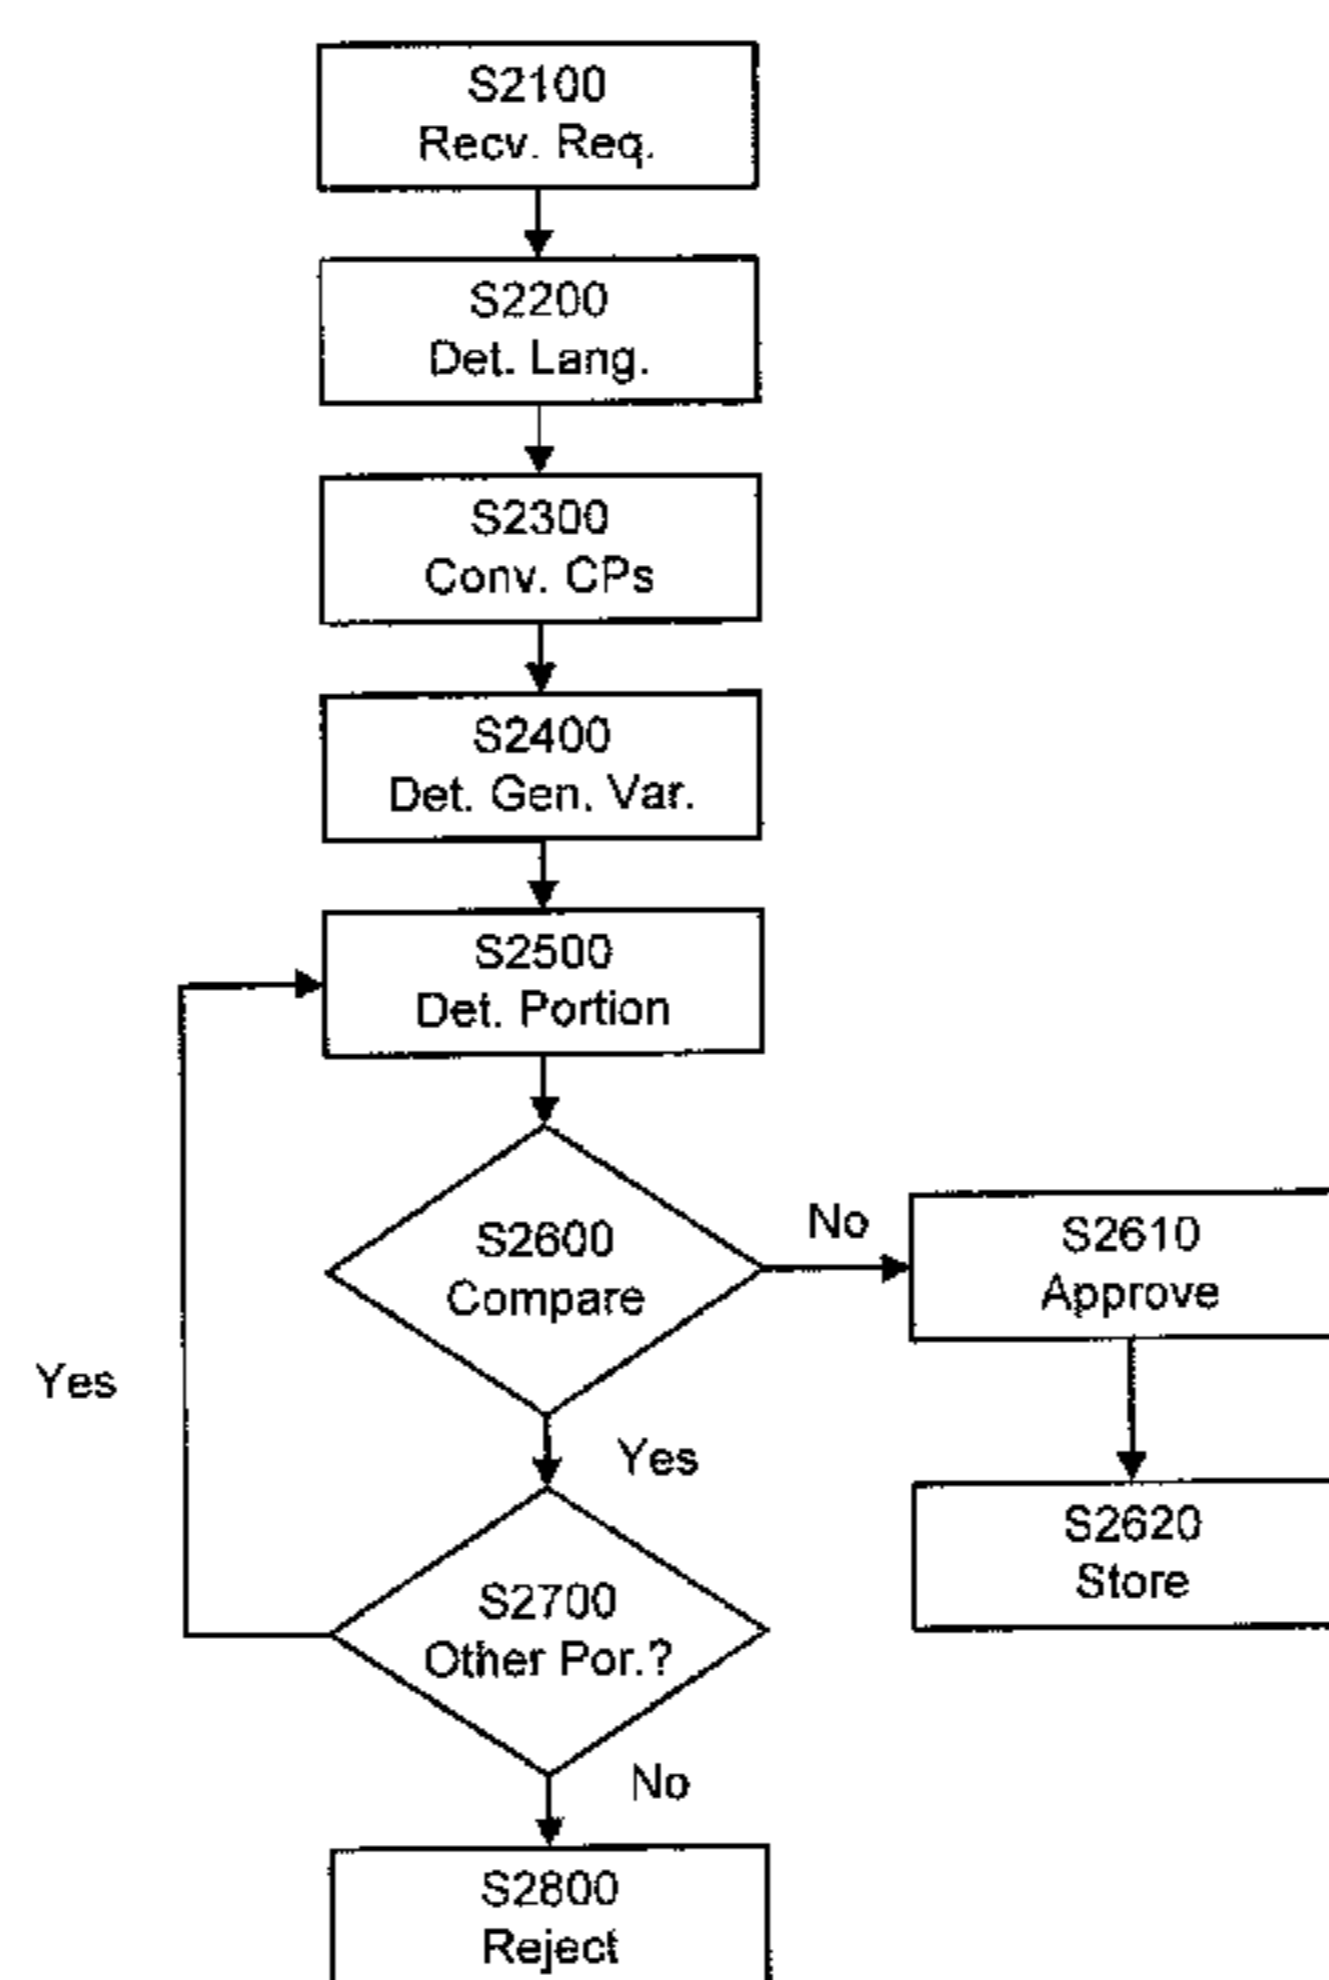 S2100
Recv. Req.
S2200
Det. Lang.
S2300
Conv. CPs
S2400
Det. Gen. Var.
S2500
Det. Portion
S2600
Compare
No
S2610
Approve
Yes
Yes
S2620
Store
S2700
Other Por.?
No
S2800
Reject